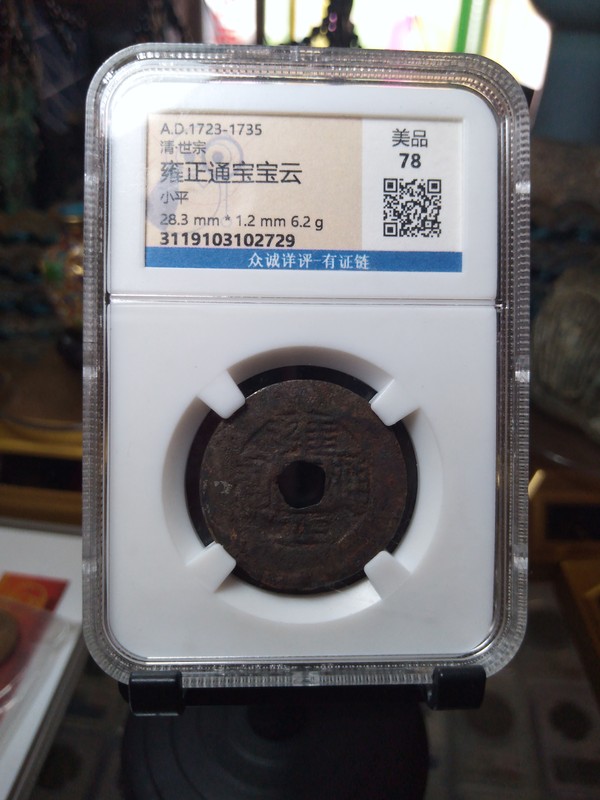 A.D.1723-1735
清·世宗
雍正通宝宝云
小平
28.3 mm * 1.2 mm 6.2 g
3119103102729
美品
78
众诚详评-有证链
雍
正
通